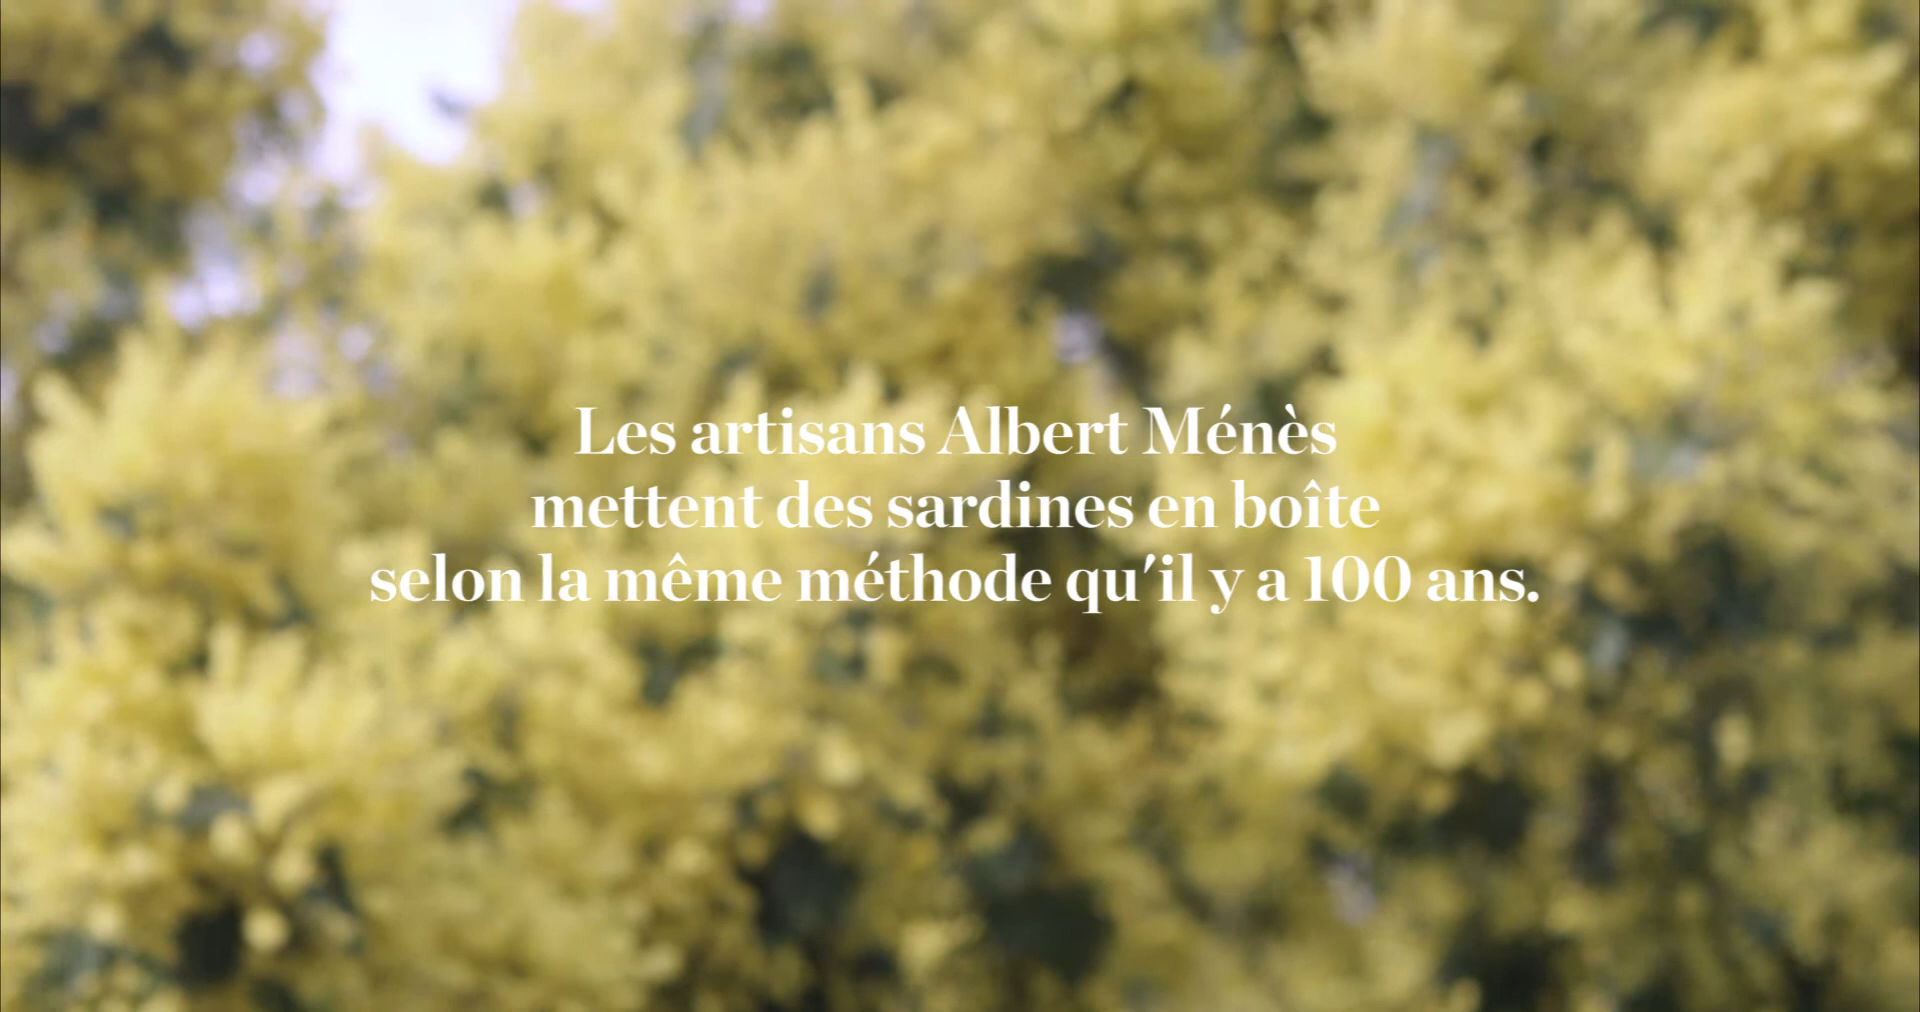 Les artisans Albert Ménès
mettent des sardines en boîte
selon la même méthode qu'il y a 100 ans.